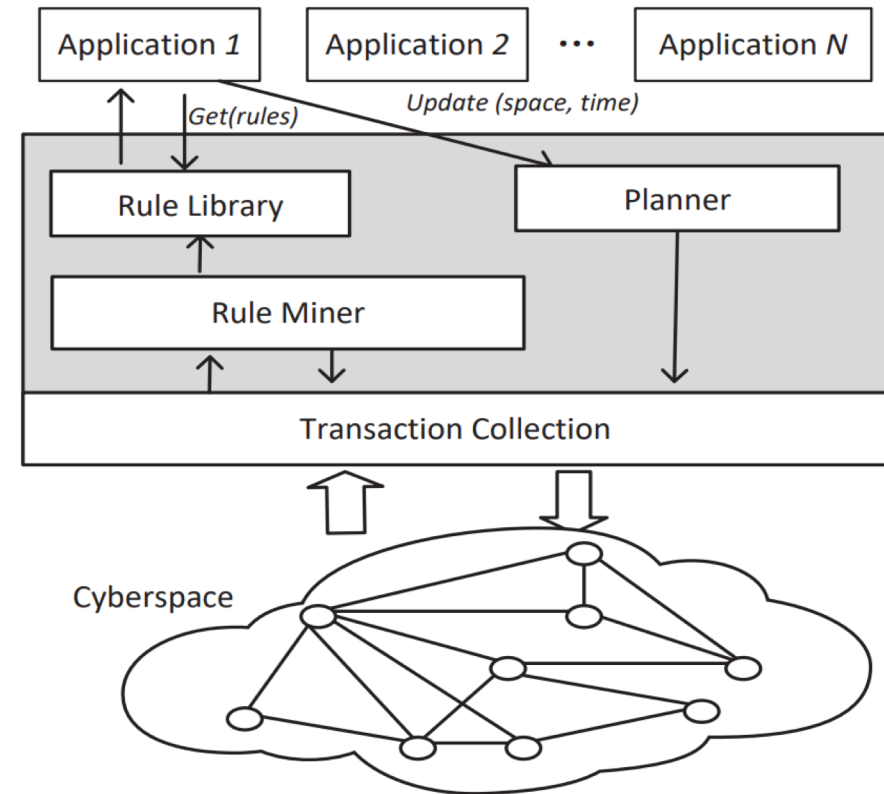 Application 1
Application 2
...
Application N
Get(rules)
Update (space, time)
Rule Library
Planner
Rule Miner
Transaction Collection
Cyberspace